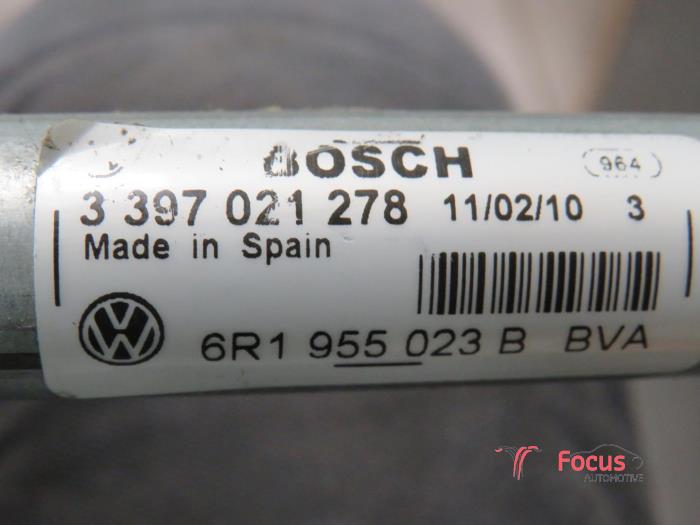 BOSCH
964
3 397 021 278 11/02/10 3
Made in Spain
VW
6R1 955 023 B BVA
Focus
AUTOMOTIVE